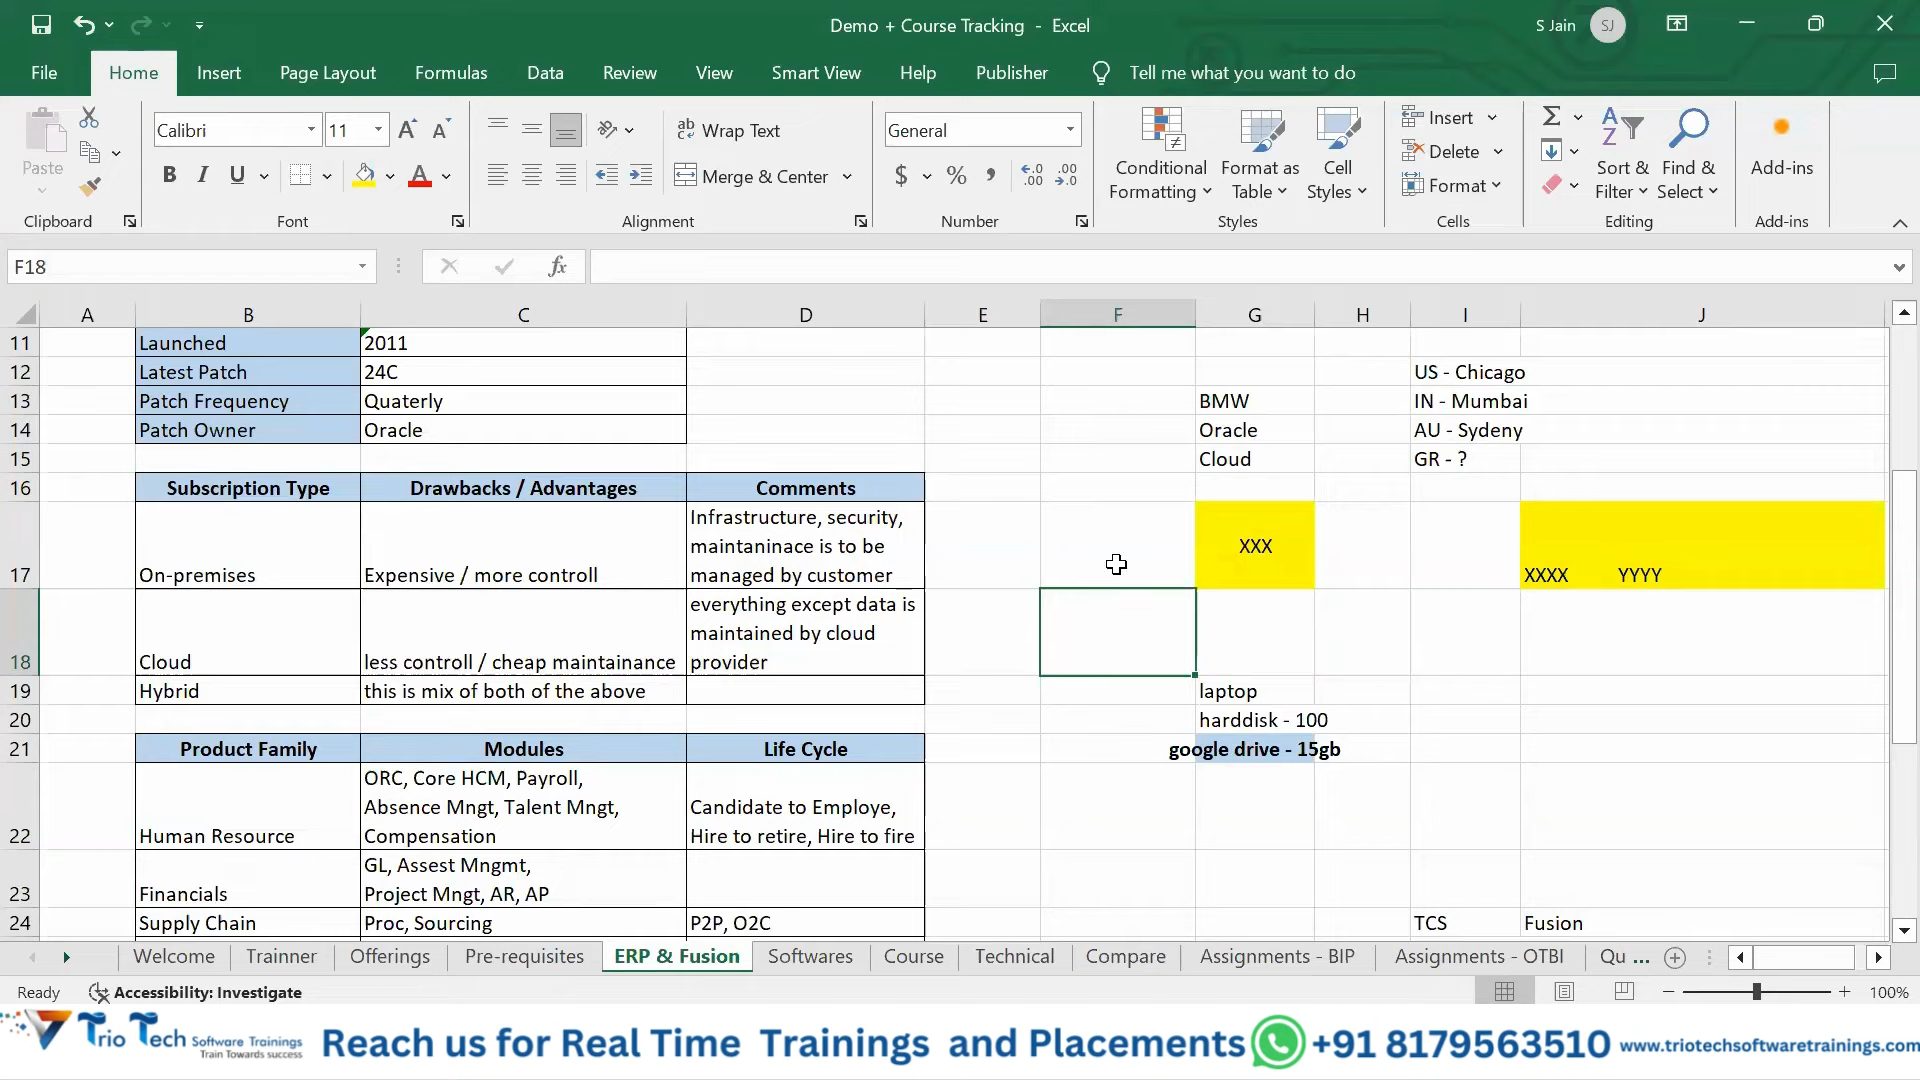 Demo + Course Tracking - Excel
S Jain SJ
File Home Insert Page Layout Formulas Data Review View Smart View Help Publisher Tell me what you want to do
Paste
Clipboard
Calibri 11
B I U
Font
Wrap Text
Merge & Center
Alignment
General
$ % ,
Number
Conditional Formatting
Format as Table
Cell Styles
Styles
Insert
Delete
Format
Cells
Sort & Filter
Find & Select
Editing
Add-ins
Add-ins
F18
fx
A B C D E F G H I J
11 Launched 2011
12 Latest Patch 24C US - Chicago
13 Patch Frequency Quaterly BMW IN - Mumbai
14 Patch Owner Oracle Oracle AU - Sydeny
15 Cloud GR - ?
16 Subscription Type Drawbacks / Advantages Comments
Infrastructure, security,
maintaninace is to be XXX
17 On-premises Expensive / more controll managed by customer XXXX YYYY
everything except data is
maintained by cloud
18 Cloud less controll / cheap maintainance provider
19 Hybrid this is mix of both of the above laptop
20 harddisk - 100
21 Product Family Modules Life Cycle google drive - 15gb
ORC, Core HCM, Payroll,
Absence Mngt, Talent Mngt, Candidate to Employe,
22 Human Resource Compensation Hire to retire, Hire to fire
GL, Assest Mngmt,
23 Financials Project Mngt, AR, AP
24 Supply Chain Proc, Sourcing P2P, O2C TCS Fusion
Welcome Trainner Offerings Pre-requisites ERP & Fusion Softwares Course Technical Compare Assignments - BIP Assignments - OTBI Qu ...
Ready Accessibility: Investigate 100%
Trio Tech Software Trainings
Train Towards success
Reach us for Real Time Trainings and Placements +91 8179563510 www.triotechsoftwaretrainings.com